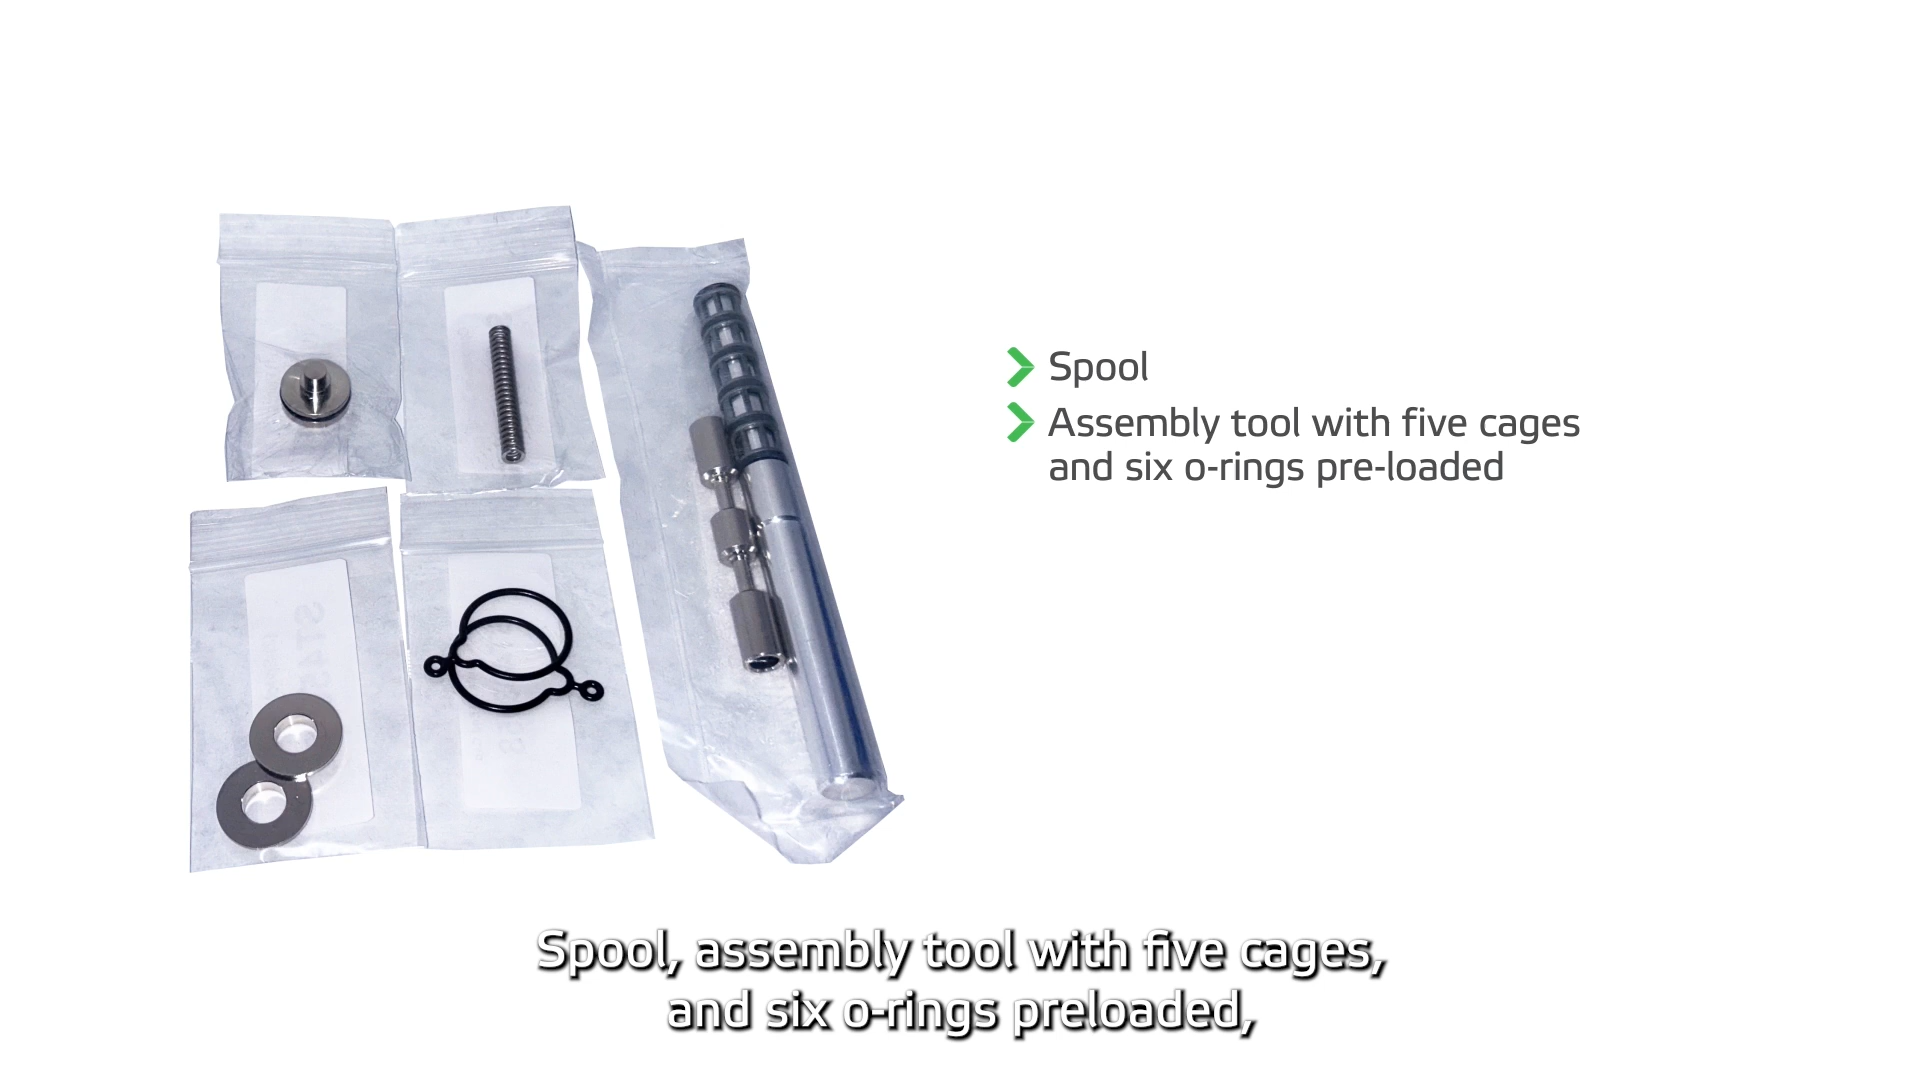 Spool
Assembly tool with five cages
and six o-rings pre-loaded
Spool, assembly tool with five cages,
and six o-rings preloaded,